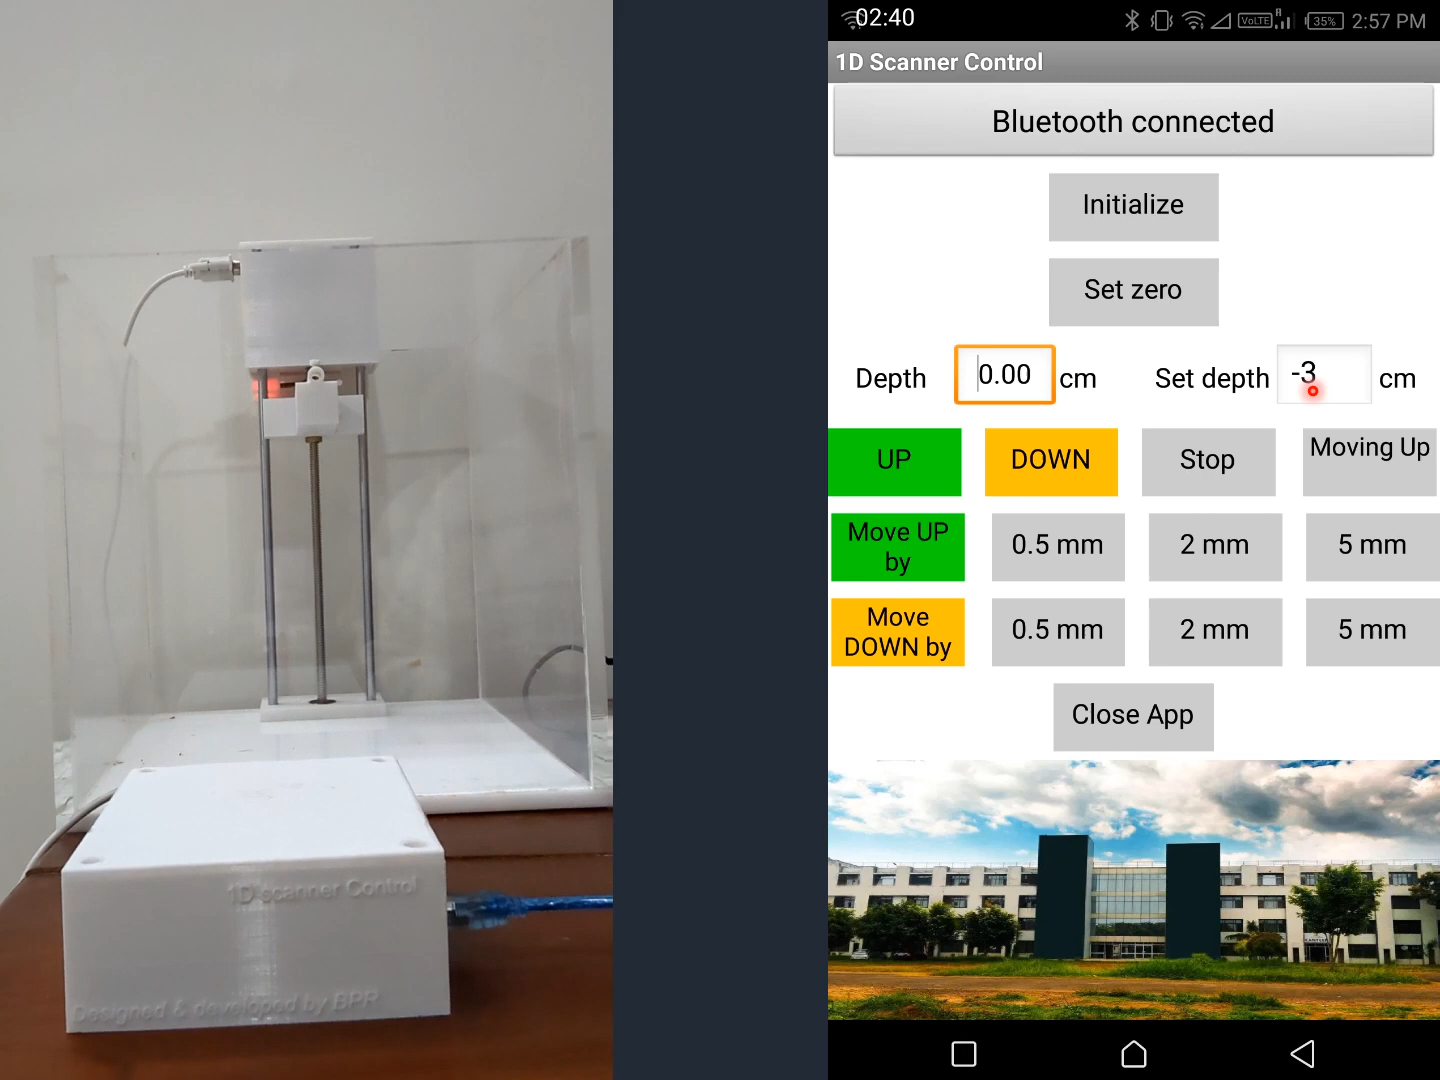 1D scanner Control
Designed & developed by BPR
02:40
VoLTE
R
35%
2:57 PM
1D Scanner Control
Bluetooth connected
Initialize
Set zero
Depth 0.00 cm Set depth -3 cm
UP DOWN Stop Moving Up
Move UP by 0.5 mm 2 mm 5 mm
Move DOWN by 0.5 mm 2 mm 5 mm
Close App